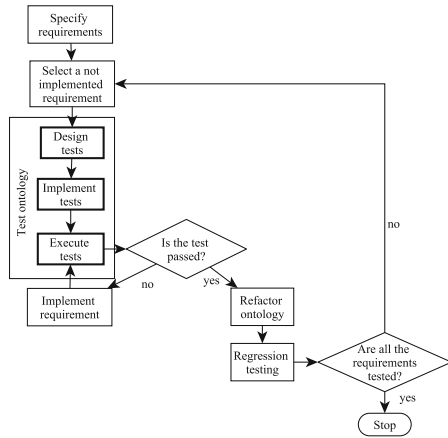 Specify
requirements
Select a not
implemented
requirement
Test ontology
Design
tests
Implement
tests
Execute
tests
Is the test
passed?
no
yes
Implement
requirement
Refactor
ontology
Regression
testing
Are all the
requirements
tested?
no
yes
Stop